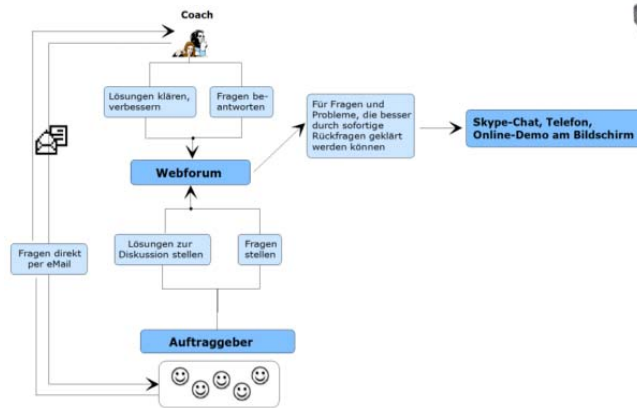 Coach
Lösungen klären,
verbessern
Fragen be-
antworten
Für Fragen und
Probleme, die besser
durch sofortige
Rückfragen geklärt
werden können
Skype-Chat, Telefon,
Online-Demo am Bildschirm
Webforum
Fragen direkt
per eMail
Lösungen zur
Diskussion stellen
Fragen
stellen
Auftraggeber